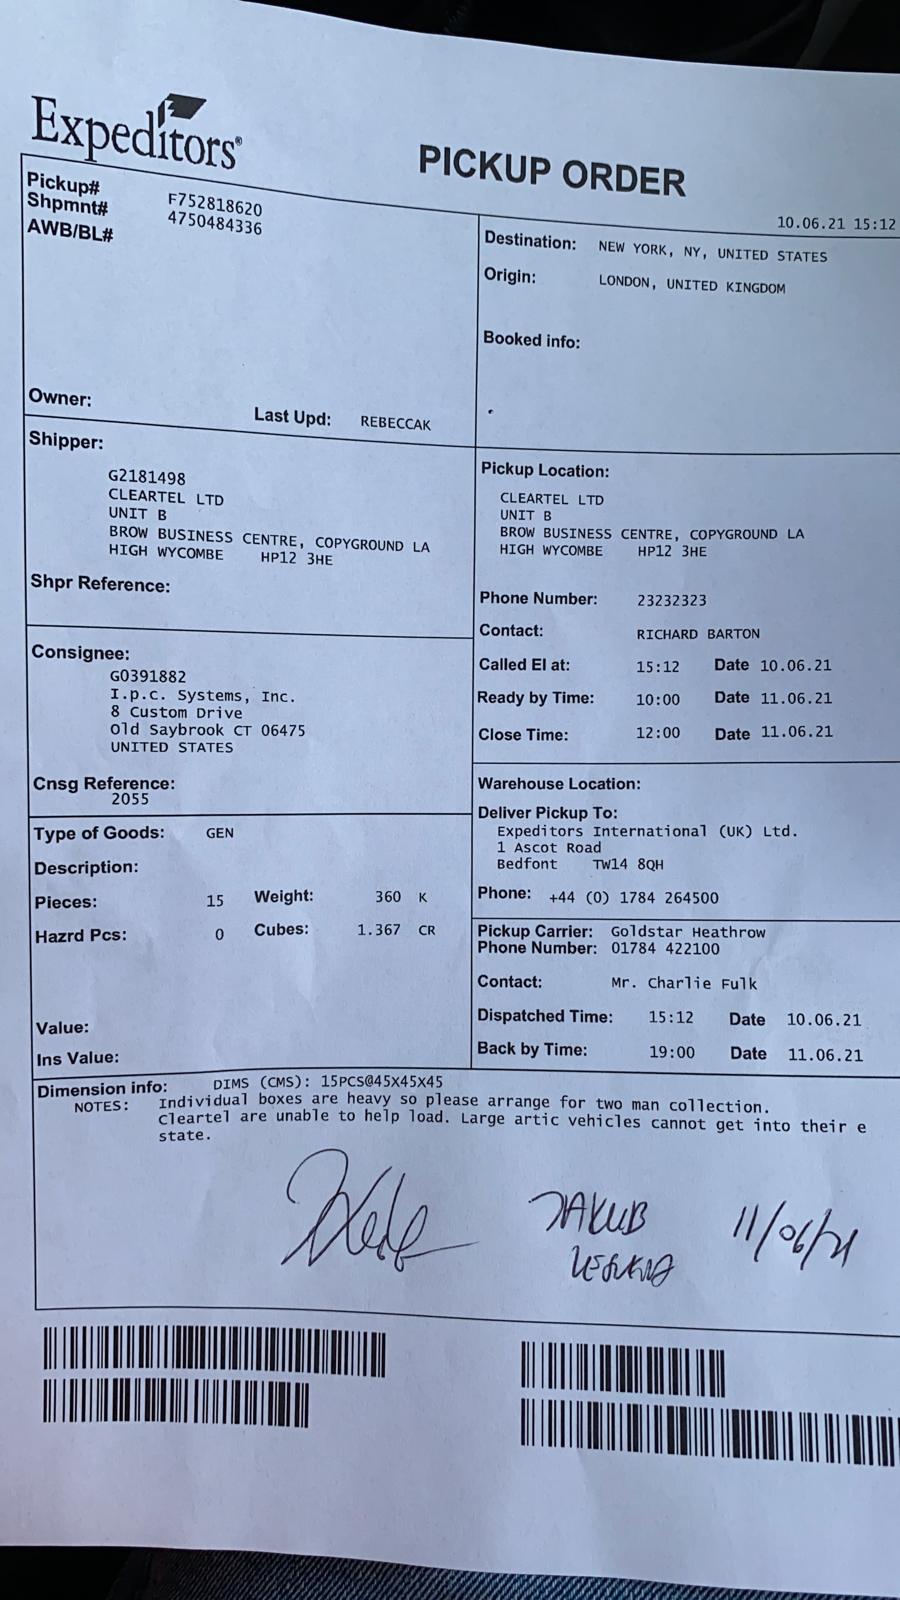 Expeditors®
PICKUP ORDER
10.06.21 15:12
Pickup# F752818620
Shpmnt# 4750484336
AWB/BL#
Owner:
Last Upd: REBECCAK
Destination: NEW YORK, NY, UNITED STATES
Origin: LONDON, UNITED KINGDOM
Booked info:
Shipper:
G2181498
CLEARTEL LTD
UNIT B
BROW BUSINESS CENTRE, COPYGROUND LA
HIGH WYCOMBE HP12 3HE
Shpr Reference:
Pickup Location:
CLEARTEL LTD
UNIT B
BROW BUSINESS CENTRE, COPYGROUND LA
HIGH WYCOMBE HP12 3HE
Phone Number: 23232323
Contact: RICHARD BARTON
Called EI at: 15:12 Date 10.06.21
Ready by Time: 10:00 Date 11.06.21
Close Time: 12:00 Date 11.06.21
Consignee:
G0391882
I.p.c. Systems, Inc.
8 Custom Drive
Old Saybrook CT 06475
UNITED STATES
Cnsg Reference:
2055
Warehouse Location:
Deliver Pickup To:
Expeditors International (UK) Ltd.
1 Ascot Road
Bedfont TW14 8QH
Phone: +44 (0) 1784 264500
Type of Goods: GEN
Description:
Pieces: 15 Weight: 360 K
Hazrd Pcs: 0 Cubes: 1.367 CR
Value:
Ins Value:
Pickup Carrier: Goldstar Heathrow
Phone Number: 01784 422100
Contact: Mr. Charlie Fulk
Dispatched Time: 15:12 Date 10.06.21
Back by Time: 19:00 Date 11.06.21
Dimension info: DIMS (CMS): 15PCS@45X45X45
NOTES: Individual boxes are heavy so please arrange for two man collection.
Cleartel are unable to help load. Large artic vehicles cannot get into their e
state.
JAKUB 11/06/21